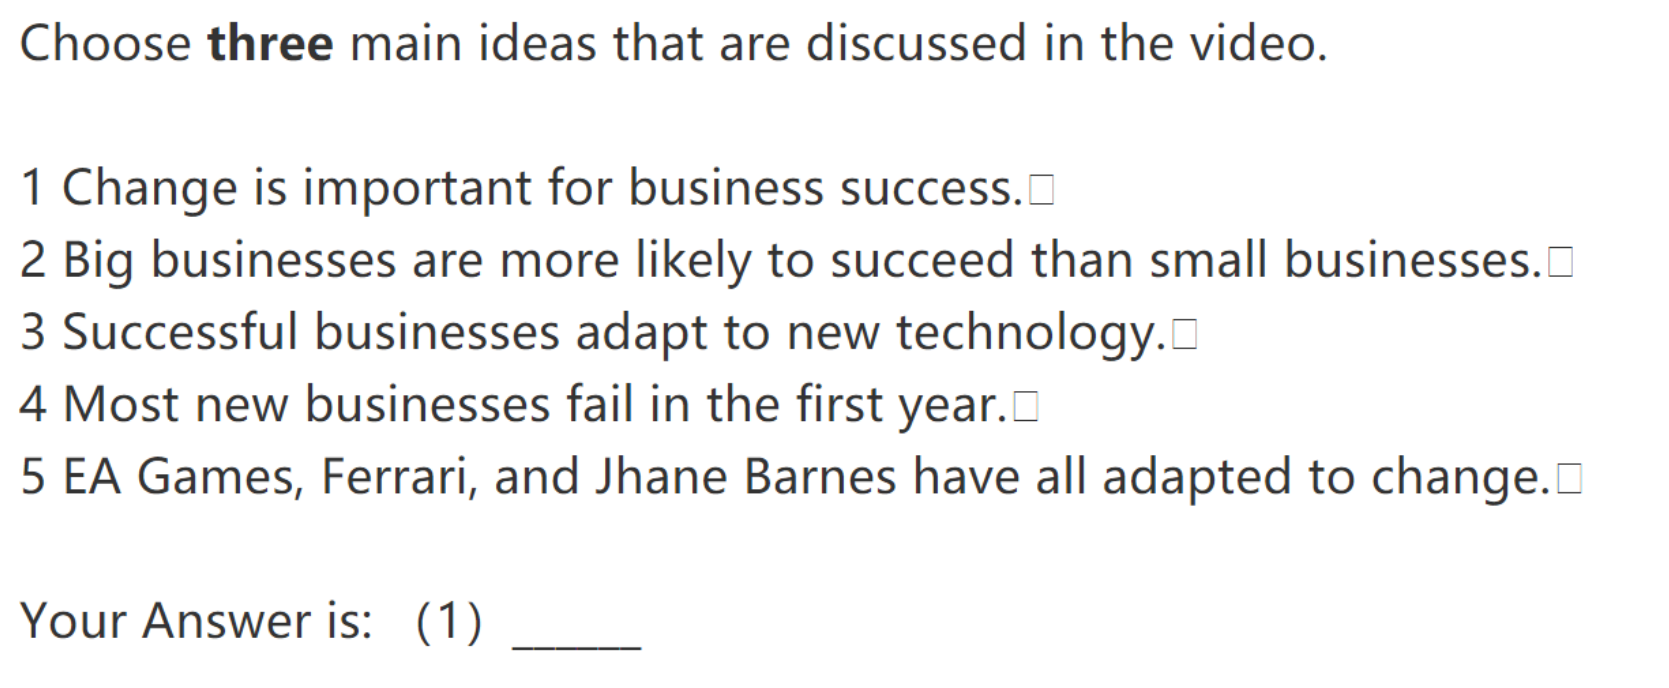 Choose three main ideas that are discussed in the video.
1 Change is important for business success.□
2 Big businesses are more likely to succeed than small businesses.□
3 Successful businesses adapt to new technology.□
4 Most new businesses fail in the first year.□
5 EA Games, Ferrari, and Jhane Barnes have all adapted to change.□
Your Answer is: (1) ______